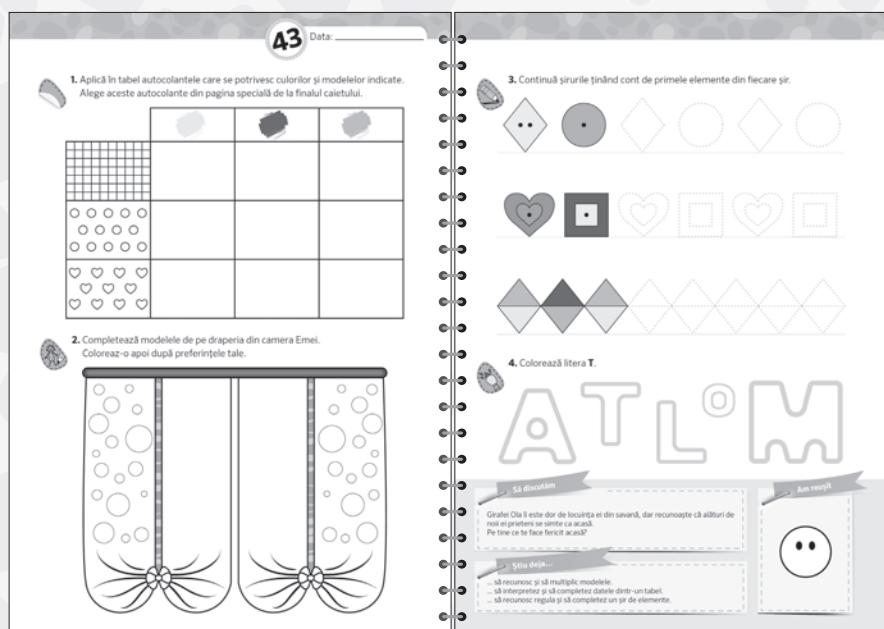 43
Data:
1. Aplică în tabel autocolantele care se potrivesc culorilor și modelelor indicate.
Alege aceste autocolante din pagina specială de la finalul caietului.
2. Completează modelele de pe draperia din camera Emei.
Coloreaz-o apoi după preferințele tale.
3. Continuă șirurile ținând cont de primele elemente din fiecare șir.
4. Colorează litera T.
A T L O M
Să discutăm
Girafei Ola îi este dor de locuința ei din savană, dar recunoaște că alături de
noii ei prieteni se simte ca acasă.
Pe tine ce te face fericit acasă?
Știu deja...
... să recunosc și să multiplic modelele.
... să interpretez și să completez datele dintr-un tabel.
... să recunosc regula și să completez un șir de elemente.
Am reușit